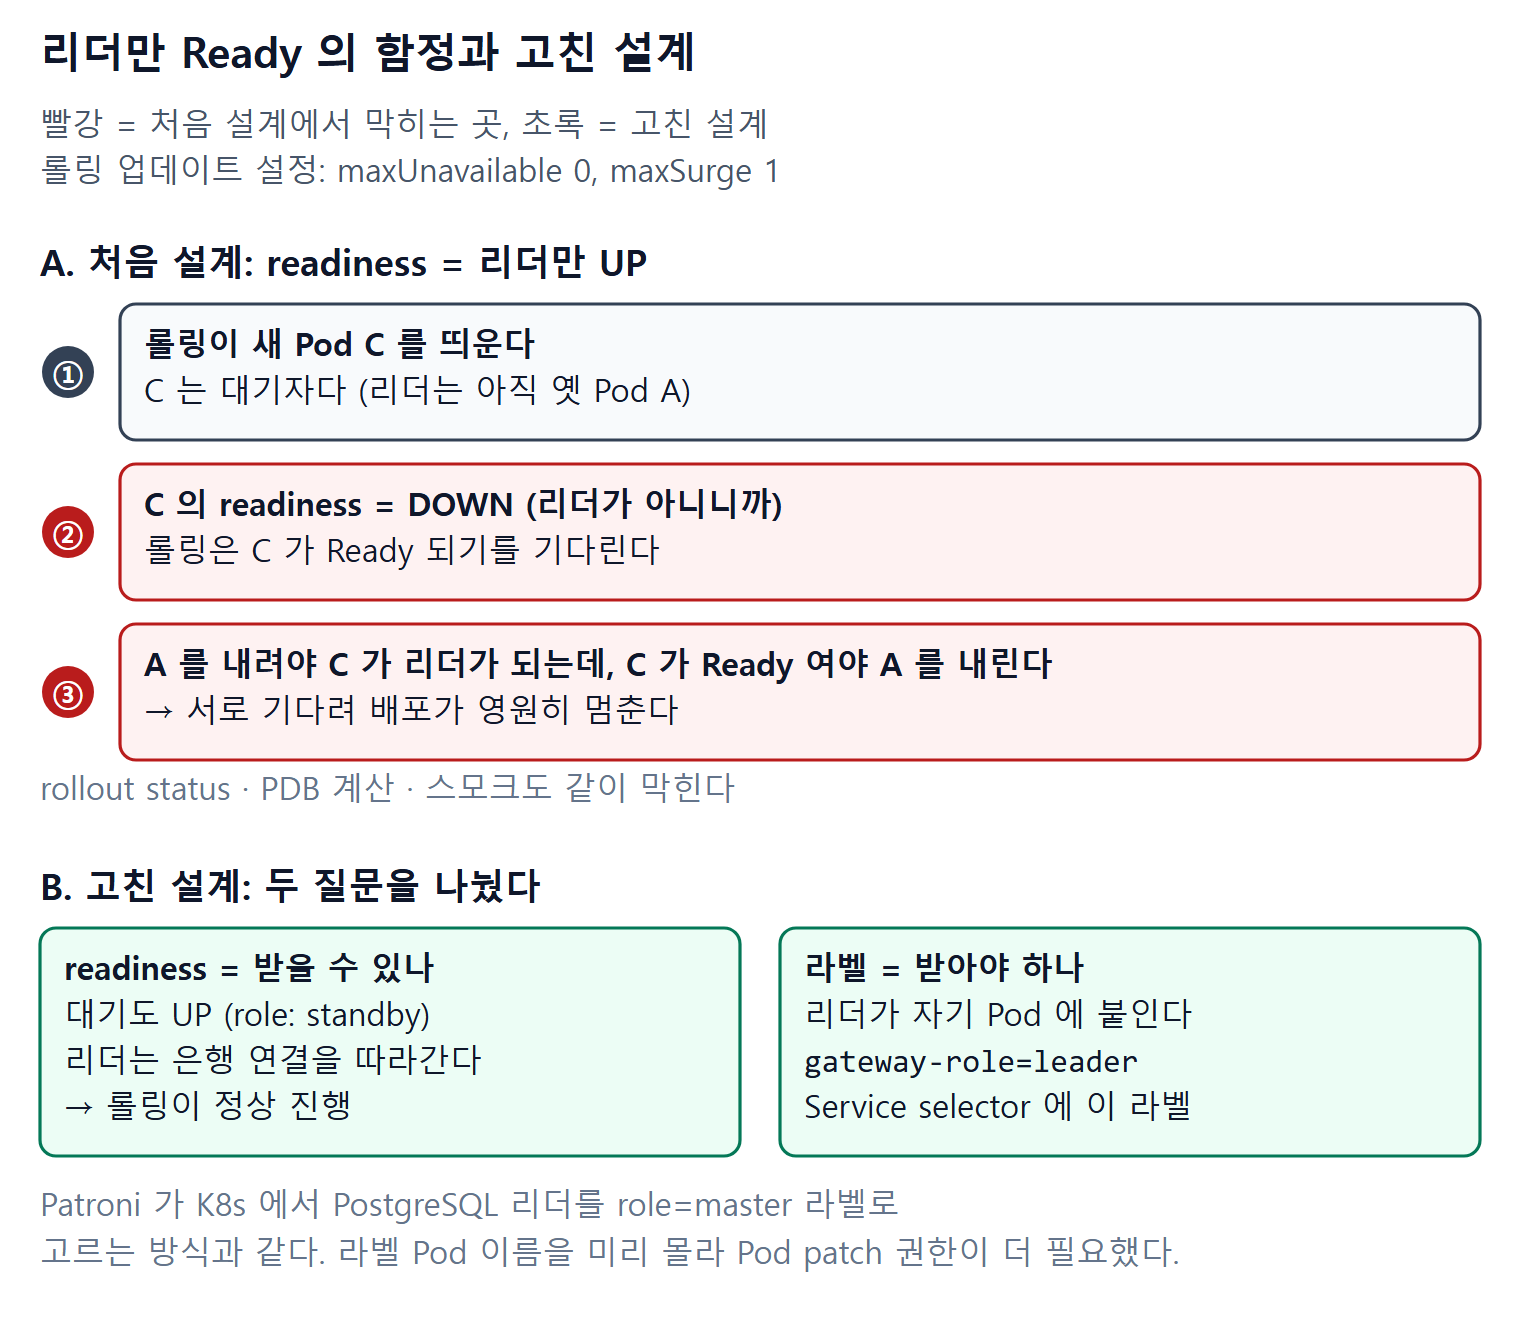 리더만 Ready 의 함정과 고친 설계
빨강 = 처음 설계에서 막히는 곳, 초록 = 고친 설계
롤링 업데이트 설정: maxUnavailable 0, maxSurge 1
A. 처음 설계: readiness = 리더만 UP
①
롤링이 새 Pod C 를 띄운다
C 는 대기자다 (리더는 아직 옛 Pod A)
②
C 의 readiness = DOWN (리더가 아니니까)
롤링은 C 가 Ready 되기를 기다린다
③
A 를 내려야 C 가 리더가 되는데, C 가 Ready 여야 A 를 내린다
→ 서로 기다려 배포가 영원히 멈춘다
rollout status · PDB 계산 · 스모크도 같이 막힌다
B. 고친 설계: 두 질문을 나눴다
readiness = 받을 수 있나
대기도 UP (role: standby)
리더는 은행 연결을 따라간다
→ 롤링이 정상 진행
라벨 = 받아야 하나
리더가 자기 Pod 에 붙인다
gateway-role=leader
Service selector 에 이 라벨
Patroni 가 K8s 에서 PostgreSQL 리더를 role=master 라벨로
고르는 방식과 같다. 라벨 Pod 이름을 미리 몰라 Pod patch 권한이 더 필요했다.